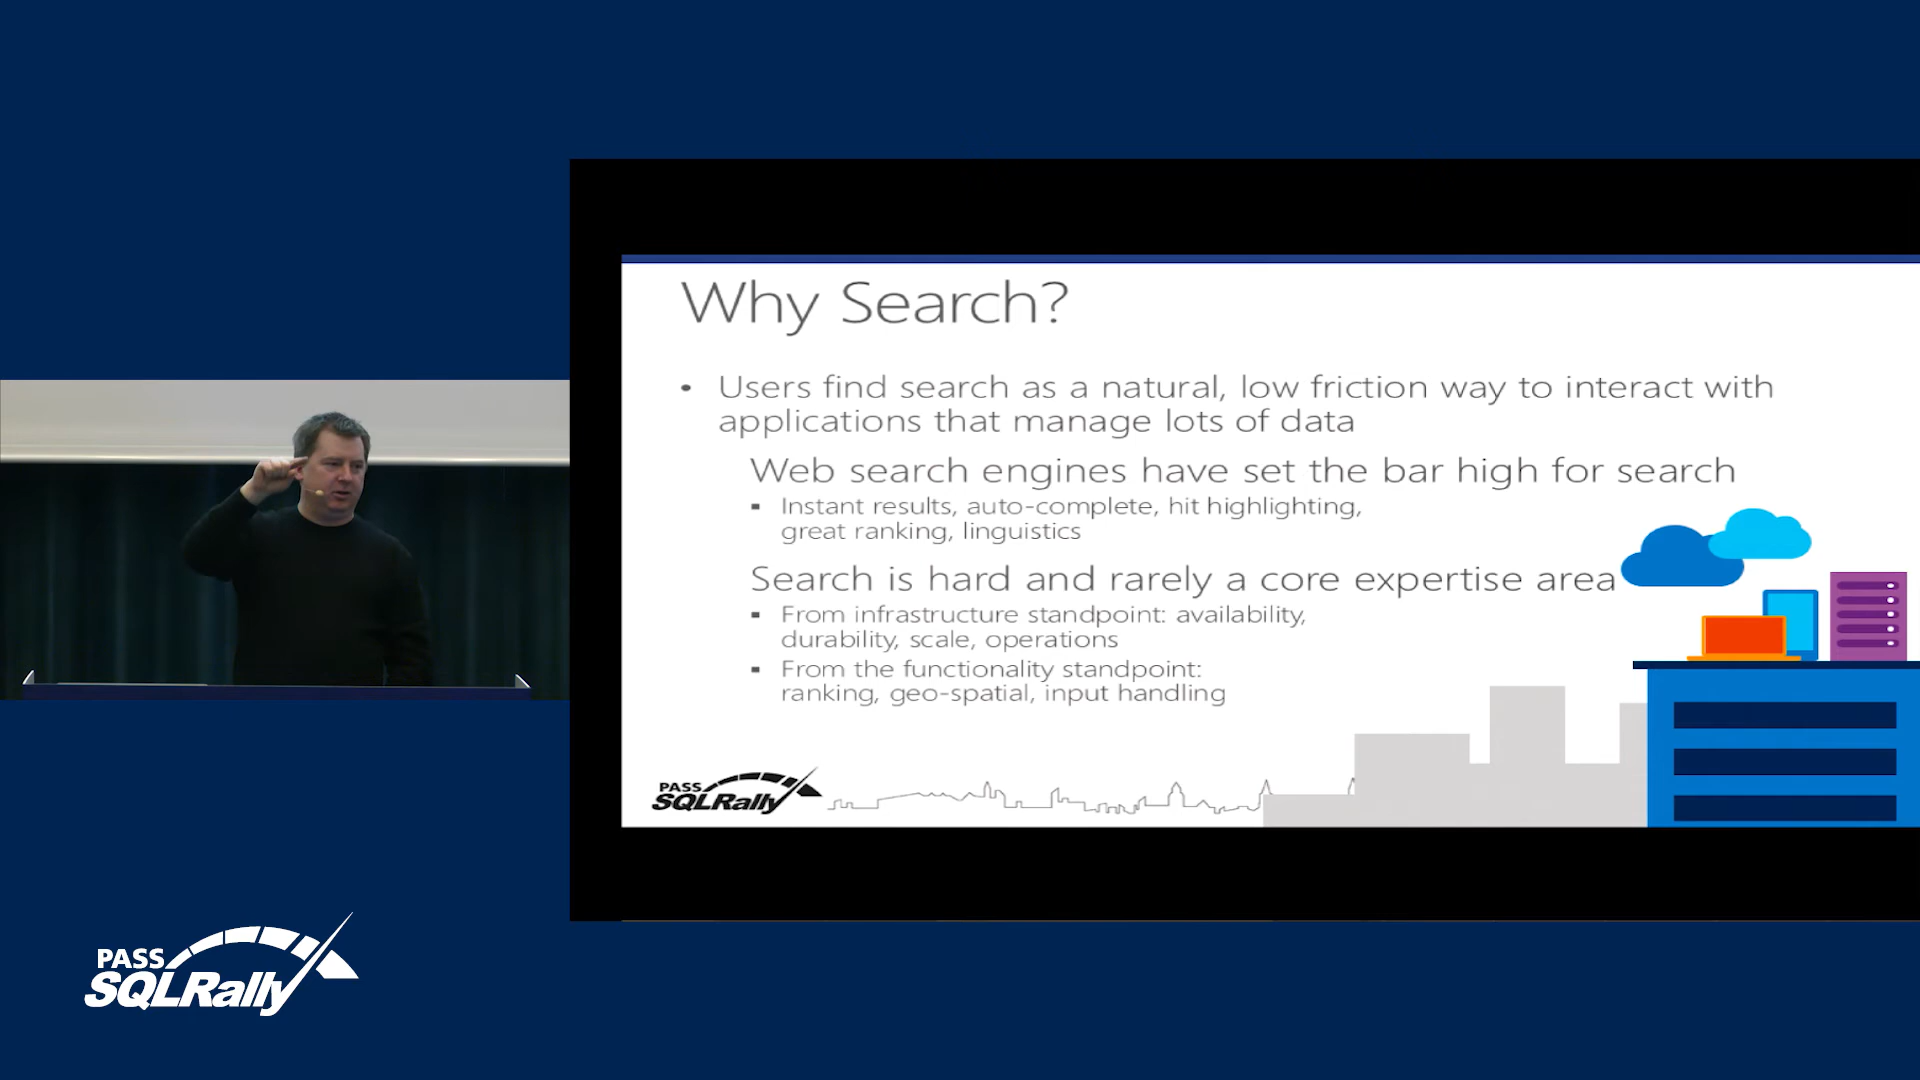 Why Search?
• Users find search as a natural, low friction way to interact with
applications that manage lots of data
Web search engines have set the bar high for search
▪ Instant results, auto-complete, hit highlighting,
great ranking, linguistics
Search is hard and rarely a core expertise area
▪ From infrastructure standpoint: availability,
durability, scale, operations
▪ From the functionality standpoint:
ranking, geo-spatial, input handling
PASS
SQLRally
PASS
SQLRally